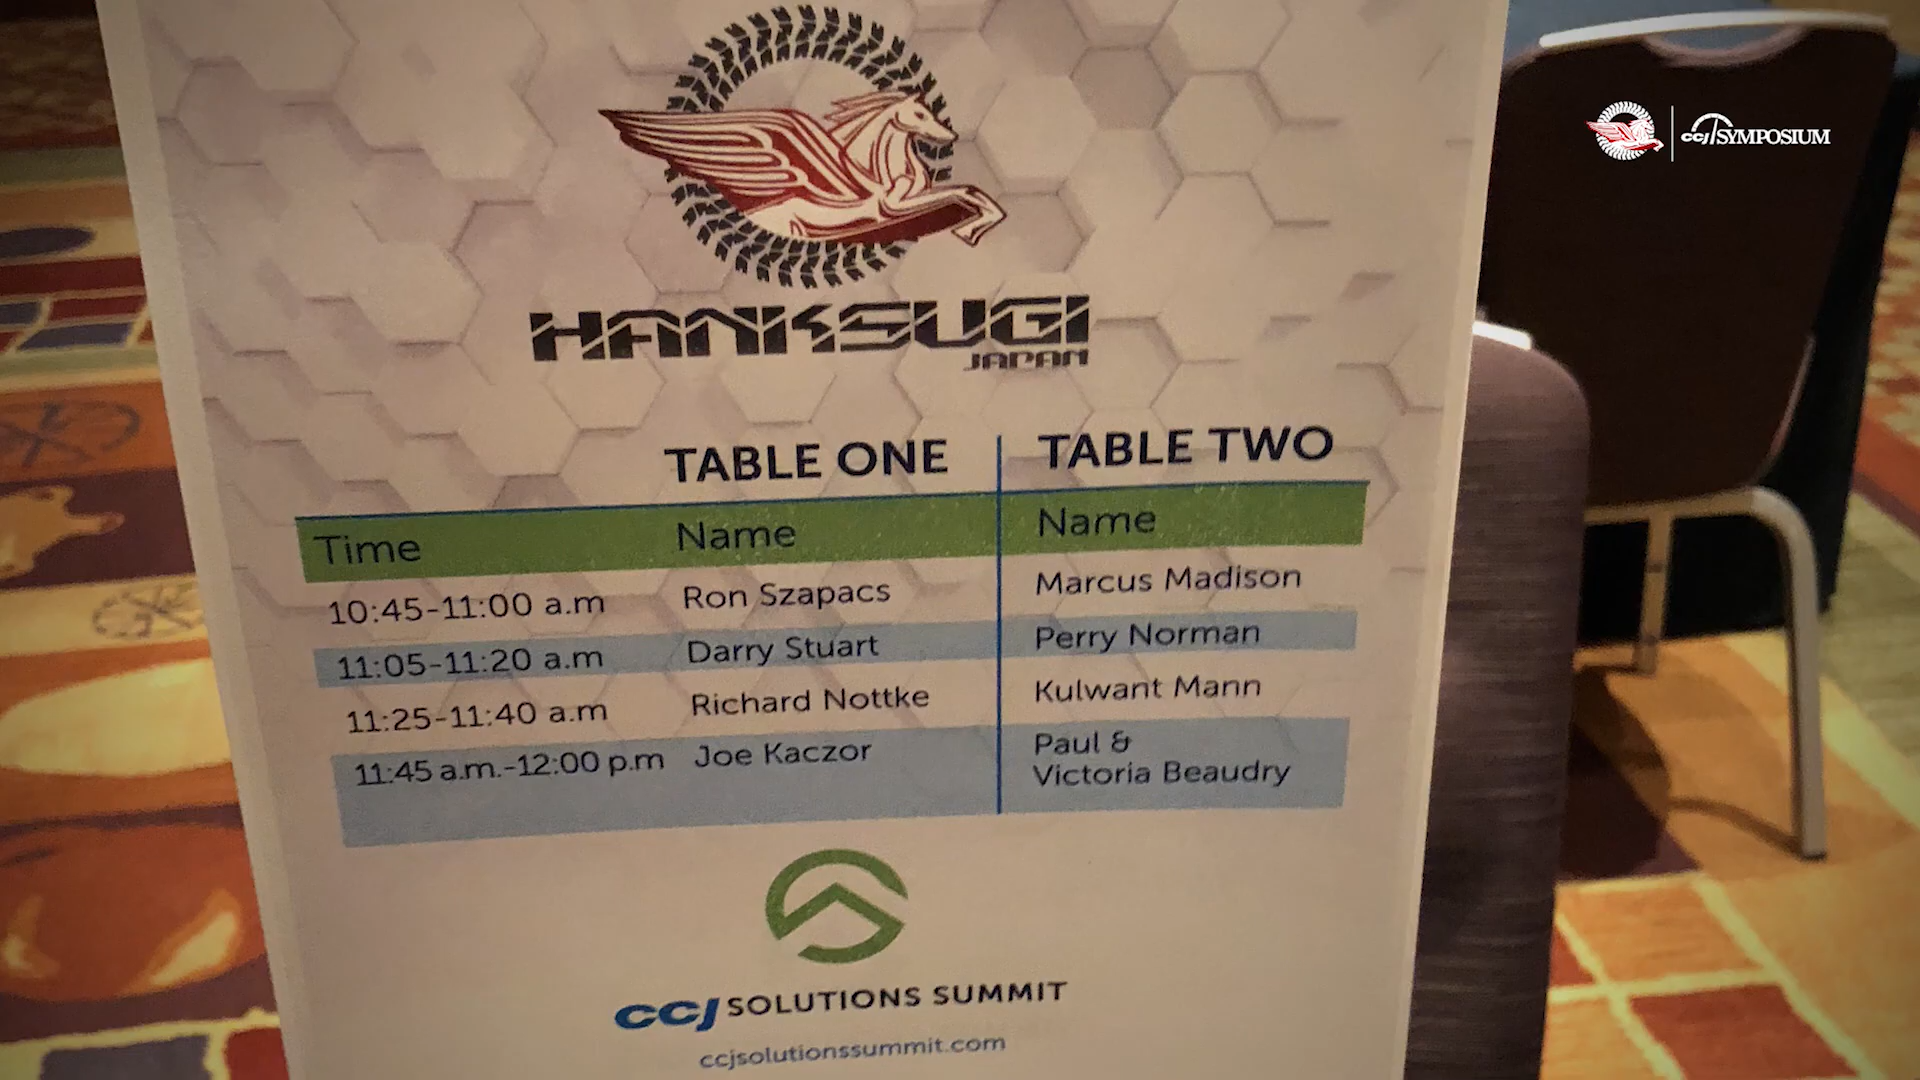 CCJ SYMPOSIUM
HANKSUGI
JAPAN
TABLE ONE TABLE TWO
Time Name Name
10:45-11:00 a.m Ron Szapacs Marcus Madison
11:05-11:20 a.m Darry Stuart Perry Norman
11:25-11:40 a.m Richard Nottke Kulwant Mann
11:45 a.m.-12:00 p.m Joe Kaczor Paul &
Victoria Beaudry
CCJ SOLUTIONS SUMMIT
ccjsolutionssummit.com